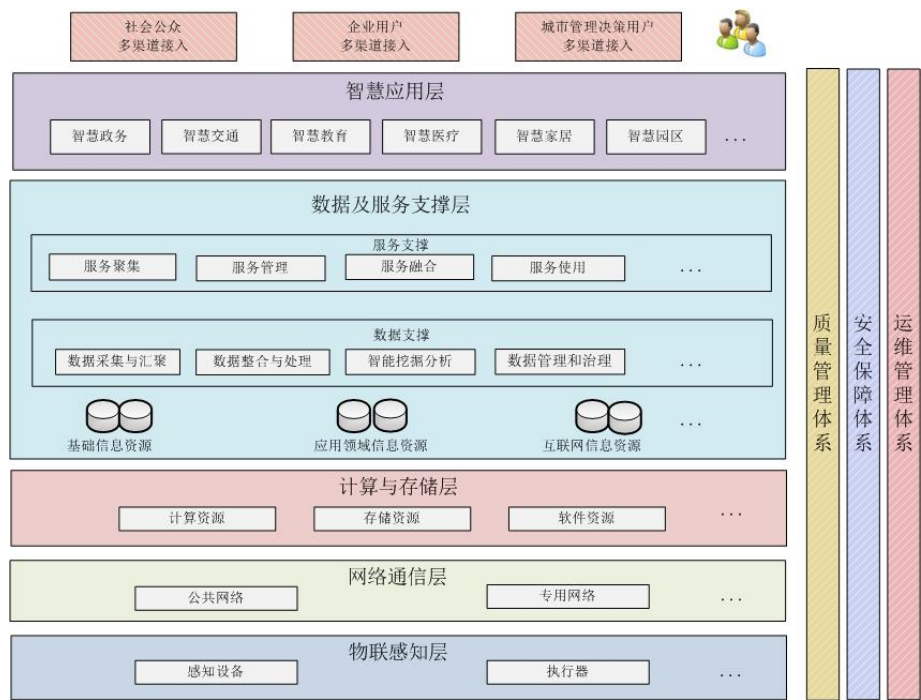 社会公众
多渠道接入
企业用户
多渠道接入
城市管理决策用户
多渠道接入
智慧应用层
智慧政务
智慧交通
智慧教育
智慧医疗
智慧家居
智慧园区
...
数据及服务支撑层
服务支撑
服务聚集
服务管理
服务融合
服务使用
...
数据支撑
数据采集与汇聚
数据整合与处理
智能挖掘分析
数据管理和治理
...
基础信息资源
应用领域信息资源
互联网信息资源
...
计算与存储层
计算资源
存储资源
软件资源
...
网络通信层
公共网络
专用网络
...
物联感知层
感知设备
执行器
...
质量管理体系
安全保障体系
运维管理体系